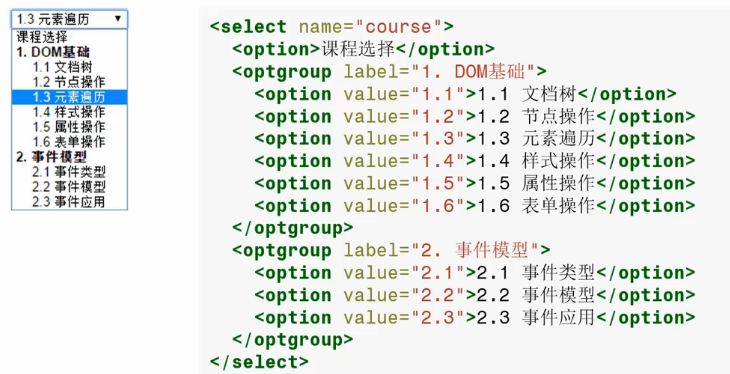 1.3 元素遍历
课程选择
1. DOM基础
1.1 文档树
1.2 节点操作
1.3 元素遍历
1.4 样式操作
1.5 属性操作
1.6 表单操作
2. 事件模型
2.1 事件类型
2.2 事件模型
2.3 事件应用
<select name="course">
<option>课程选择</option>
<optgroup label="1. DOM基础">
<option value="1.1">1.1 文档树</option>
<option value="1.2">1.2 节点操作</option>
<option value="1.3">1.3 元素遍历</option>
<option value="1.4">1.4 样式操作</option>
<option value="1.5">1.5 属性操作</option>
<option value="1.6">1.6 表单操作</option>
</optgroup>
<optgroup label="2. 事件模型">
<option value="2.1">2.1 事件类型</option>
<option value="2.2">2.2 事件模型</option>
<option value="2.3">2.3 事件应用</option>
</optgroup>
</select>